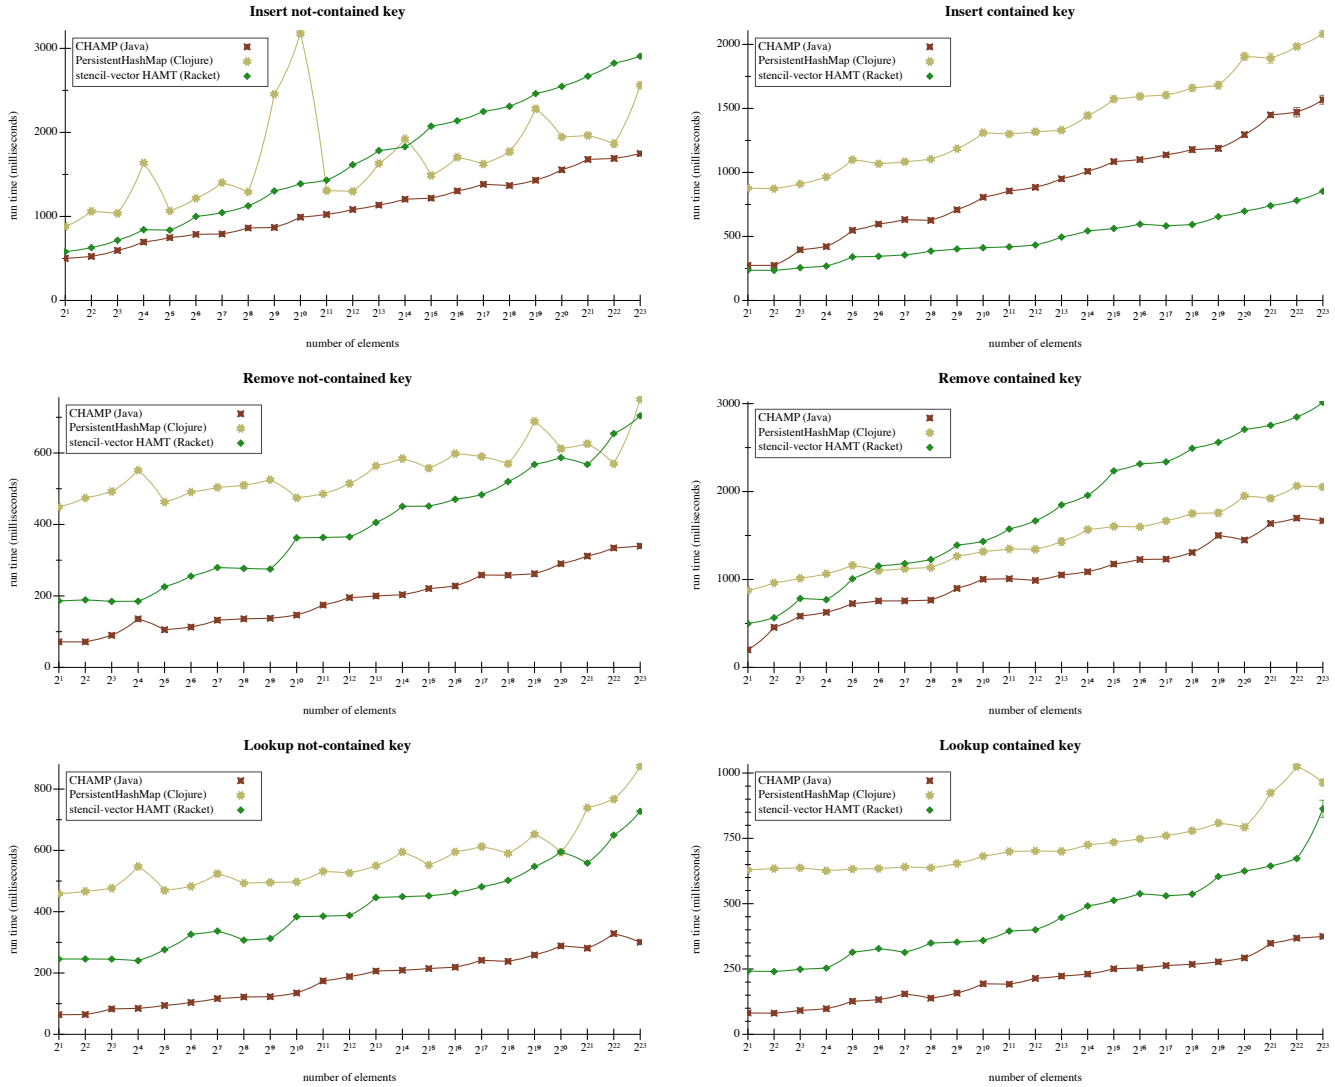 Insert not-contained key
CHAMP (Java)
PersistentHashMap (Clojure)
stencil-vector HAMT (Racket)
run time (milliseconds)
3000
2000
1000
0
2¹ 2² 2³ 2⁴ 2⁵ 2⁶ 2⁷ 2⁸ 2⁹ 2¹⁰ 2¹¹ 2¹² 2¹³ 2¹⁴ 2¹⁵ 2¹⁶ 2¹⁷ 2¹⁸ 2¹⁹ 2²⁰ 2²¹ 2²² 2²³
number of elements
Insert contained key
CHAMP (Java)
PersistentHashMap (Clojure)
stencil-vector HAMT (Racket)
run time (milliseconds)
2000
1500
1000
500
0
2¹ 2² 2³ 2⁴ 2⁵ 2⁶ 2⁷ 2⁸ 2⁹ 2¹⁰ 2¹¹ 2¹² 2¹³ 2¹⁴ 2¹⁵ 2¹⁶ 2¹⁷ 2¹⁸ 2¹⁹ 2²⁰ 2²¹ 2²² 2²³
number of elements
Remove not-contained key
CHAMP (Java)
PersistentHashMap (Clojure)
stencil-vector HAMT (Racket)
run time (milliseconds)
600
400
200
0
2¹ 2² 2³ 2⁴ 2⁵ 2⁶ 2⁷ 2⁸ 2⁹ 2¹⁰ 2¹¹ 2¹² 2¹³ 2¹⁴ 2¹⁵ 2¹⁶ 2¹⁷ 2¹⁸ 2¹⁹ 2²⁰ 2²¹ 2²² 2²³
number of elements
Remove contained key
CHAMP (Java)
PersistentHashMap (Clojure)
stencil-vector HAMT (Racket)
run time (milliseconds)
3000
2000
1000
0
2¹ 2² 2³ 2⁴ 2⁵ 2⁶ 2⁷ 2⁸ 2⁹ 2¹⁰ 2¹¹ 2¹² 2¹³ 2¹⁴ 2¹⁵ 2¹⁶ 2¹⁷ 2¹⁸ 2¹⁹ 2²⁰ 2²¹ 2²² 2²³
number of elements
Lookup not-contained key
CHAMP (Java)
PersistentHashMap (Clojure)
stencil-vector HAMT (Racket)
run time (milliseconds)
800
600
400
200
0
2¹ 2² 2³ 2⁴ 2⁵ 2⁶ 2⁷ 2⁸ 2⁹ 2¹⁰ 2¹¹ 2¹² 2¹³ 2¹⁴ 2¹⁵ 2¹⁶ 2¹⁷ 2¹⁸ 2¹⁹ 2²⁰ 2²¹ 2²² 2²³
number of elements
Lookup contained key
CHAMP (Java)
PersistentHashMap (Clojure)
stencil-vector HAMT (Racket)
run time (milliseconds)
1000
750
500
250
0
2¹ 2² 2³ 2⁴ 2⁵ 2⁶ 2⁷ 2⁸ 2⁹ 2¹⁰ 2¹¹ 2¹² 2¹³ 2¹⁴ 2¹⁵ 2¹⁶ 2¹⁷ 2¹⁸ 2¹⁹ 2²⁰ 2²¹ 2²² 2²³
number of elements